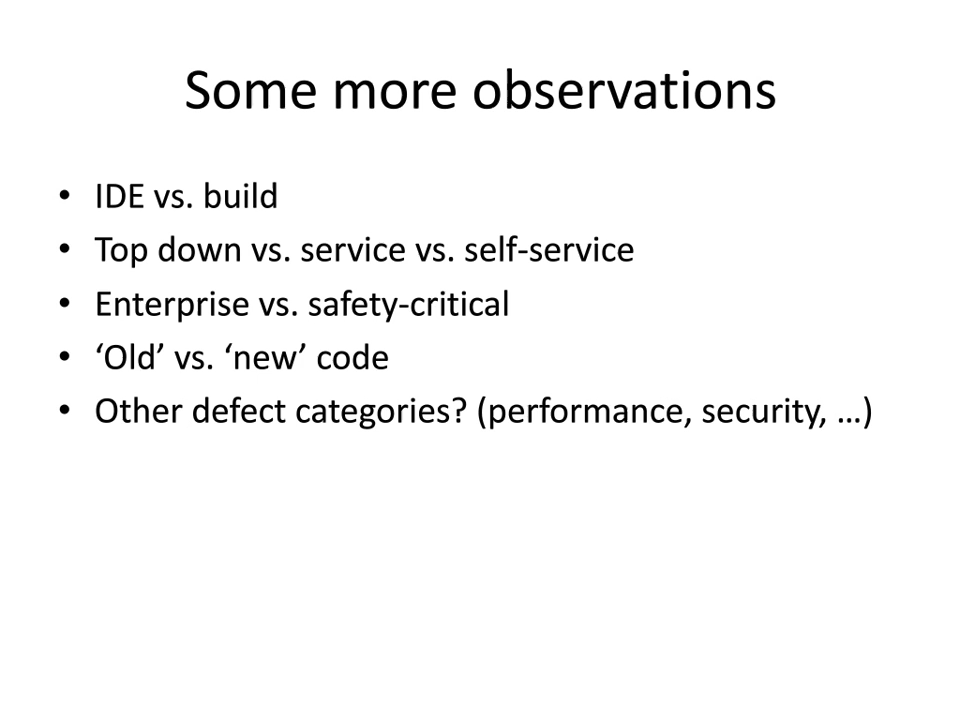 Some more observations
• IDE vs. build
• Top down vs. service vs. self-service
• Enterprise vs. safety-critical
• ‘Old’ vs. ‘new’ code
• Other defect categories? (performance, security, …)